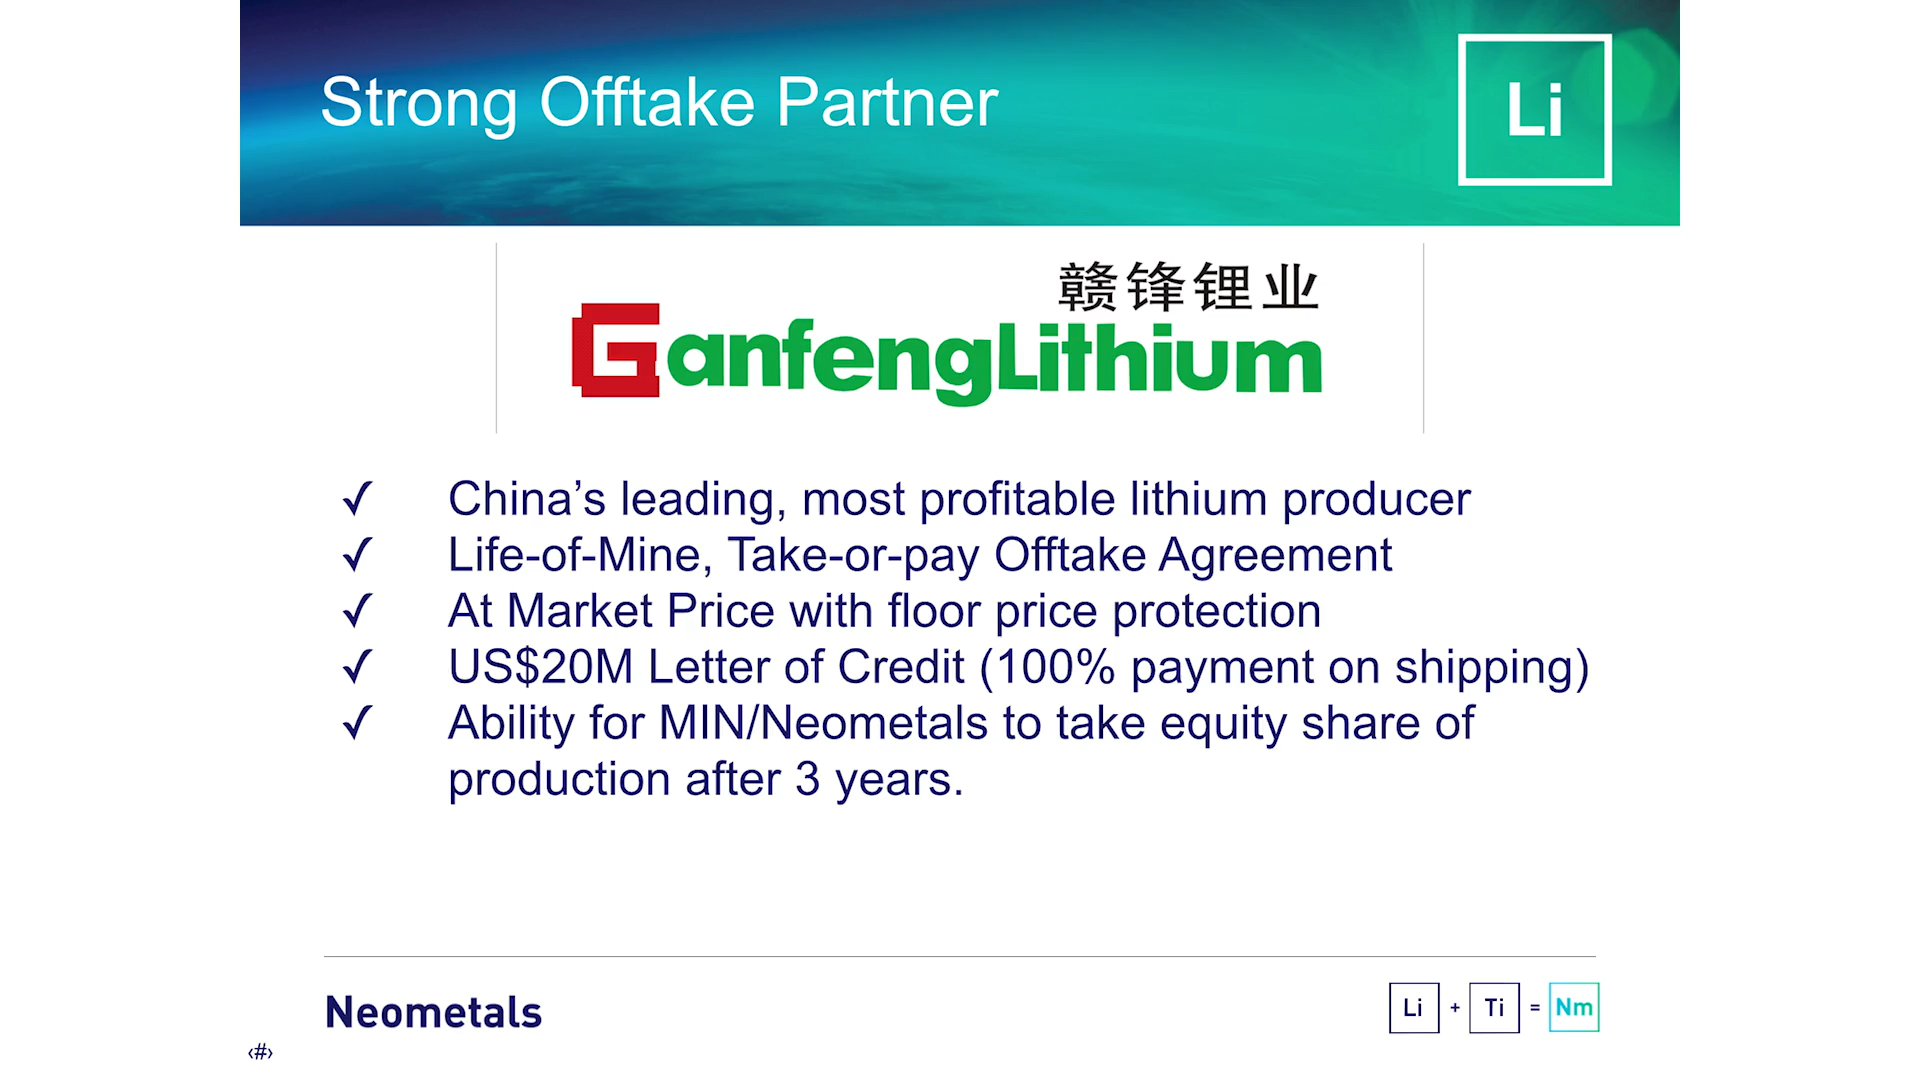 Strong Offtake Partner
Li
赣锋锂业
GanfengLithium
✓ China’s leading, most profitable lithium producer
✓ Life-of-Mine, Take-or-pay Offtake Agreement
✓ At Market Price with floor price protection
✓ US$20M Letter of Credit (100% payment on shipping)
✓ Ability for MIN/Neometals to take equity share of
production after 3 years.
Neometals
Li + Ti = Nm
‹#›